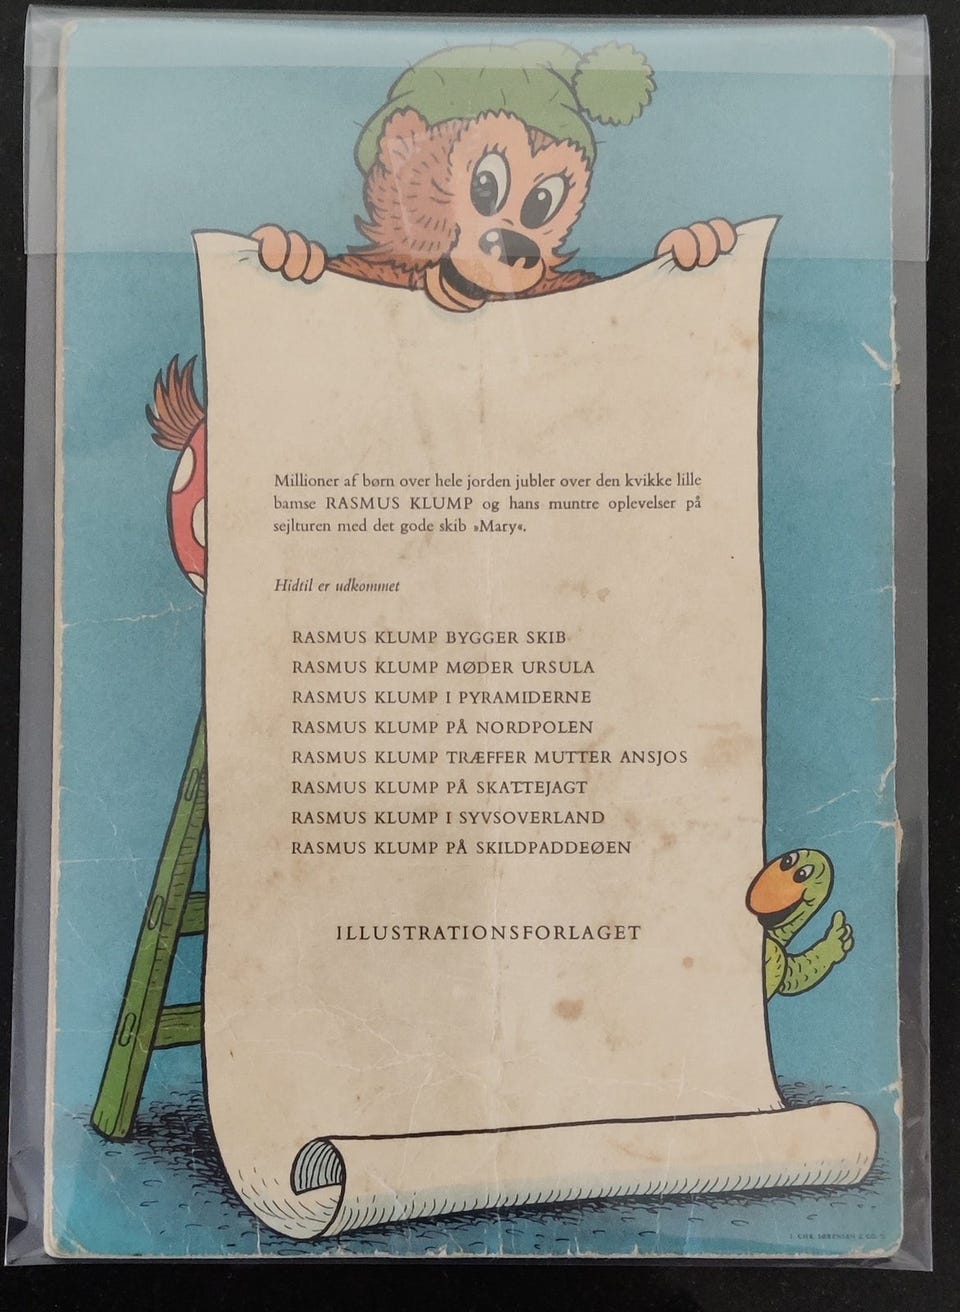 Millioner af børn over hele jorden jubler over den kvikke lille
bamse RASMUS KLUMP og hans muntre oplevelser på
sejlturen med det gode skib »Mary«.
Hidtil er udkommet
RASMUS KLUMP BYGGER SKIB
RASMUS KLUMP MØDER URSULA
RASMUS KLUMP I PYRAMIDERNE
RASMUS KLUMP PÅ NORDPOLEN
RASMUS KLUMP TRÆFFER MUTTER ANSJOS
RASMUS KLUMP PÅ SKATTEJAGT
RASMUS KLUMP I SYVSOVERLAND
RASMUS KLUMP PÅ SKILDPADDEØEN
ILLUSTRATIONSFORLAGET
CHR. SØRENSEN & CO.